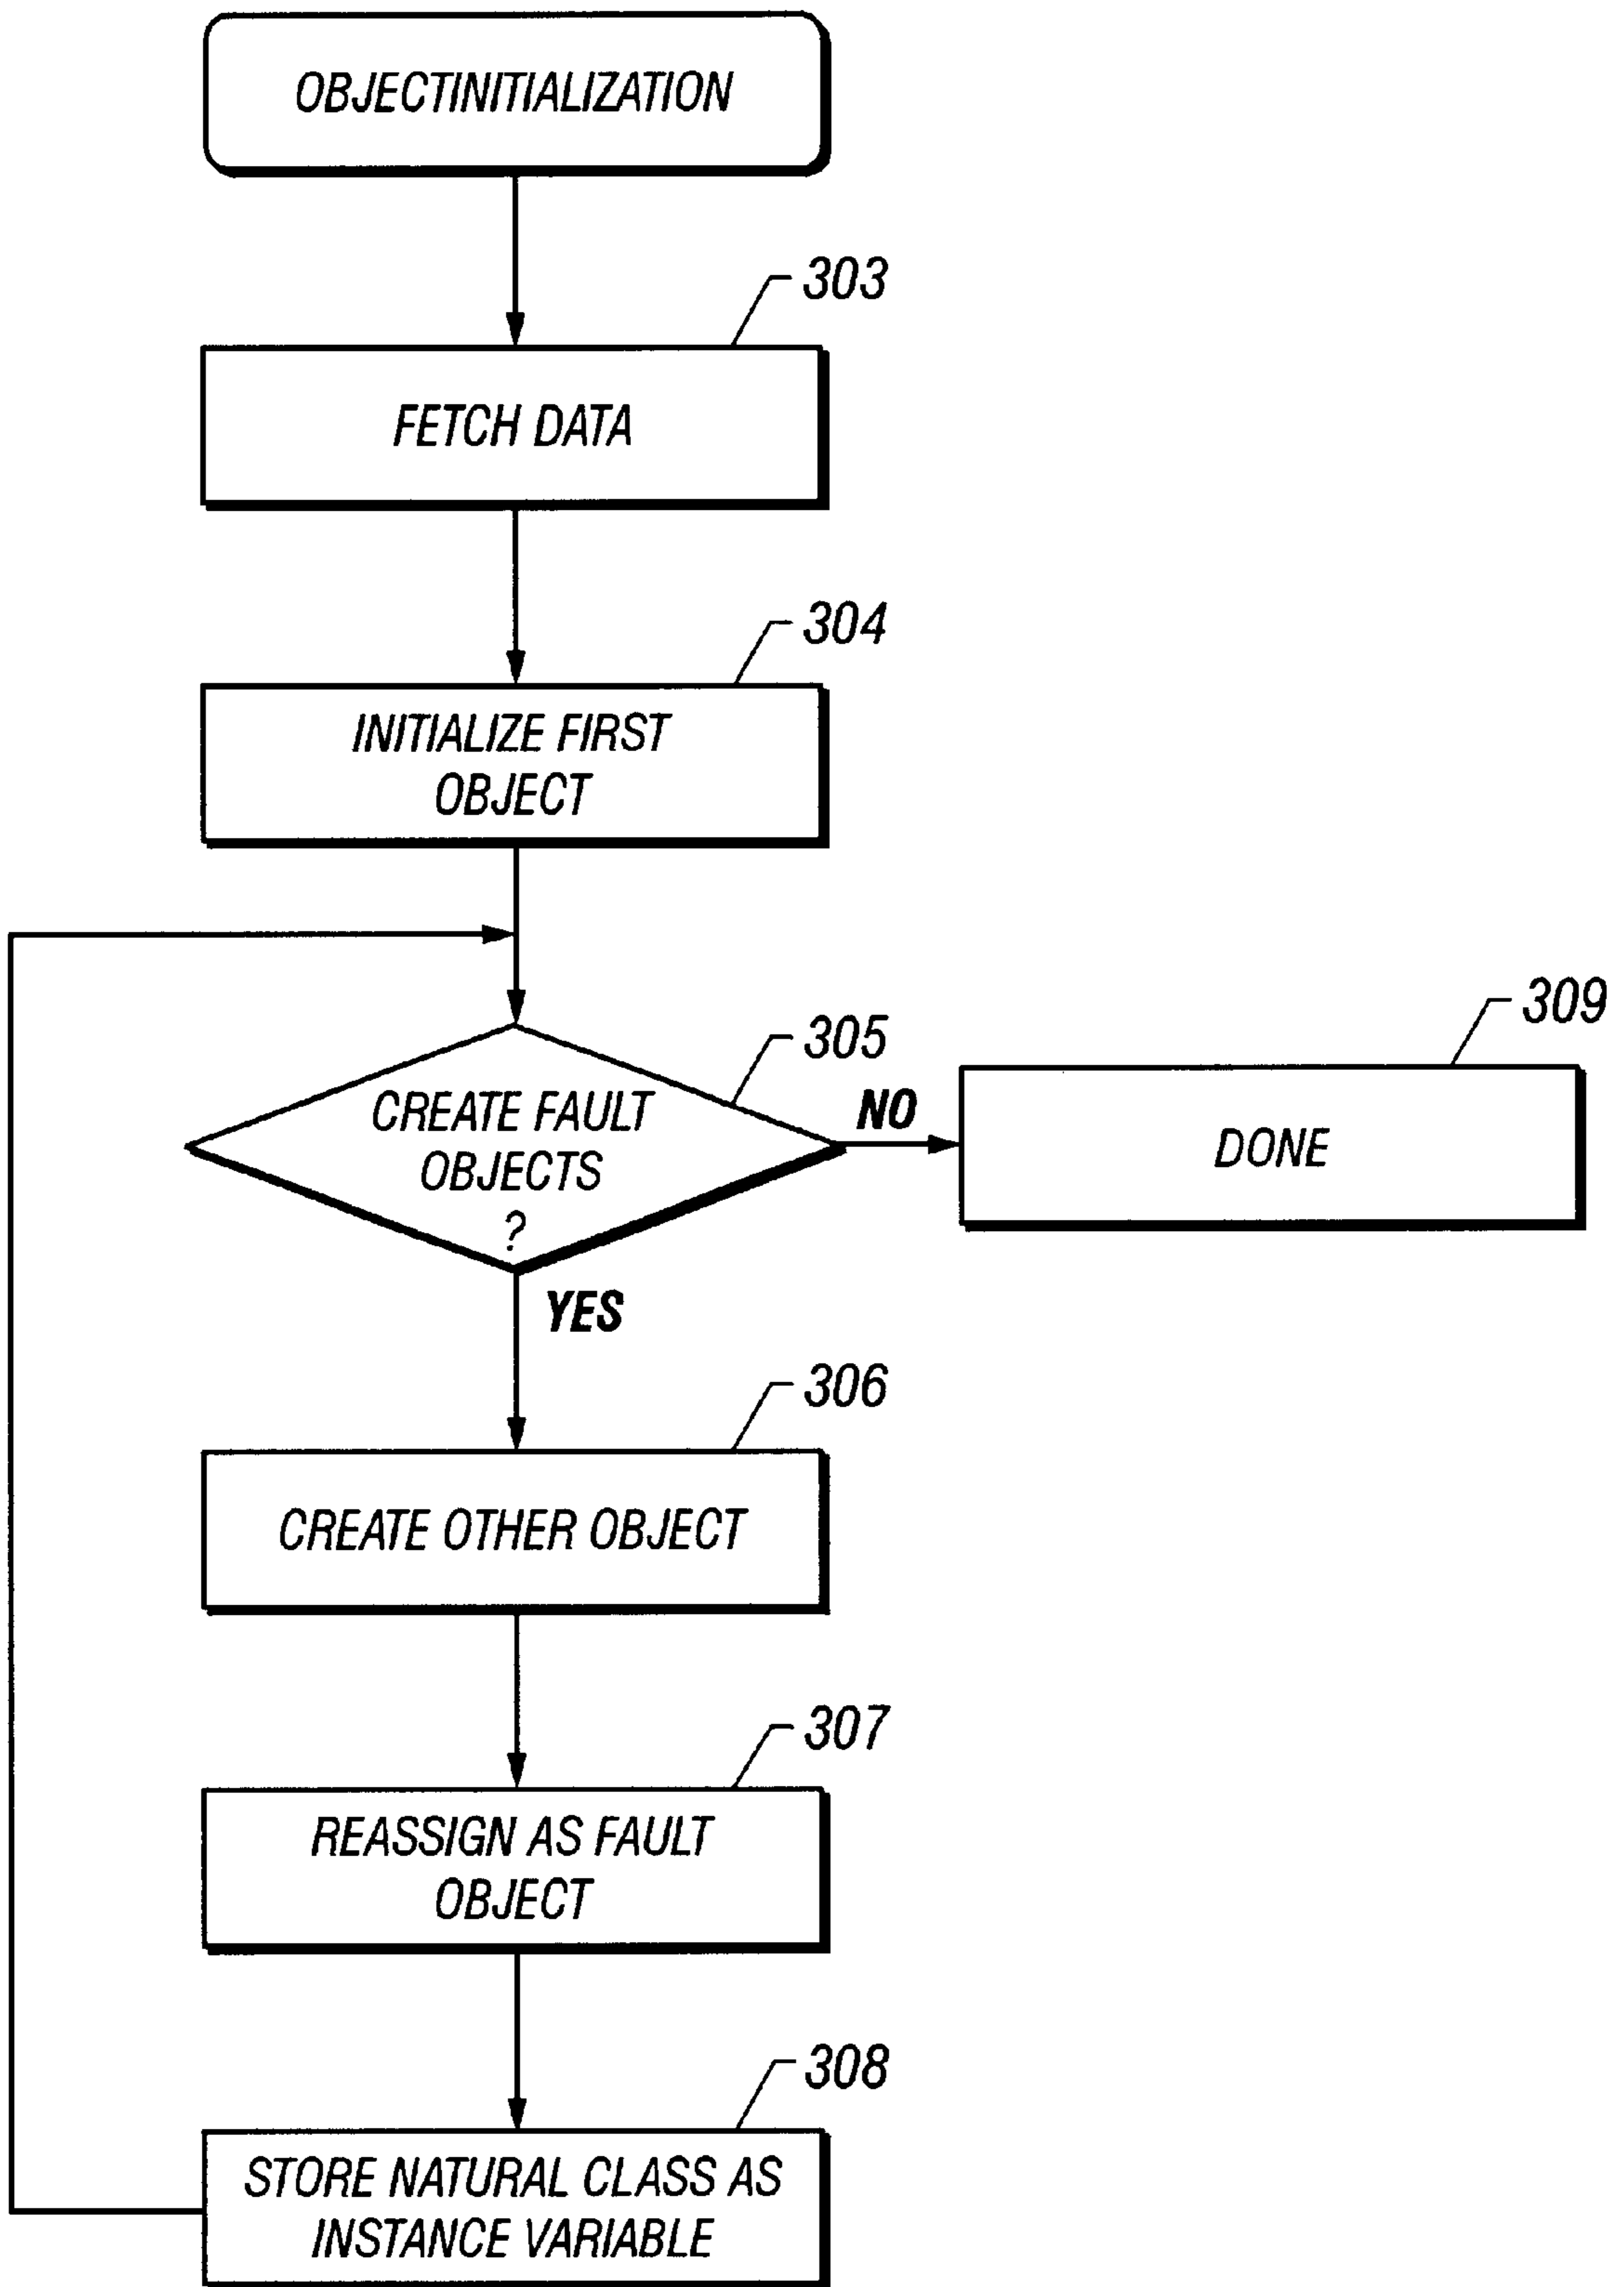 OBJECTINITIALIZATION
303
FETCH DATA
304
INITIALIZE FIRST
OBJECT
305
CREATE FAULT
OBJECTS
?
NO
309
DONE
YES
306
CREATE OTHER OBJECT
307
REASSIGN AS FAULT
OBJECT
308
STORE NATURAL CLASS AS
INSTANCE VARIABLE